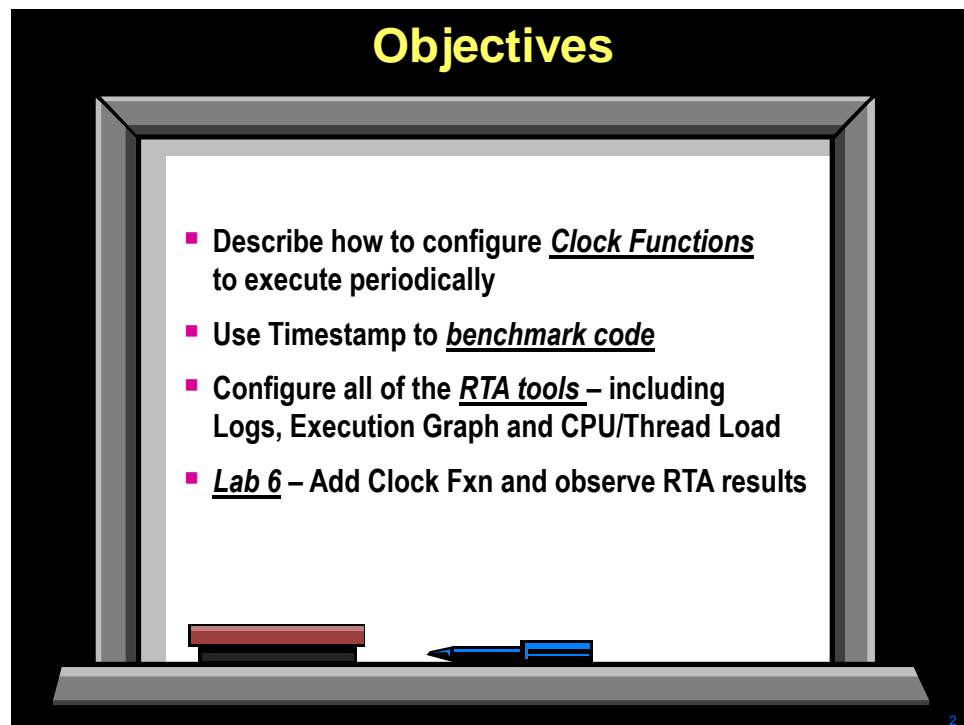 Objectives
▪ Describe how to configure Clock Functions
to execute periodically
▪ Use Timestamp to benchmark code
▪ Configure all of the RTA tools – including
Logs, Execution Graph and CPU/Thread Load
▪ Lab 6 – Add Clock Fxn and observe RTA results
2